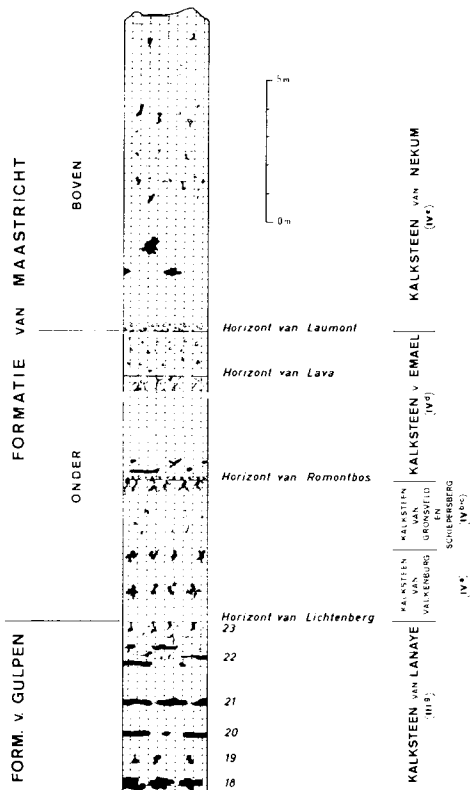 FORMATIE VAN MAASTRICHT
BOVEN
ONDER
FORM. v. GULPEN
5m
0m
Horizont van Laumont
Horizont van Lava
Horizont van Romontbos
Horizont van Lichtenberg
23
22
21
20
19
18
KALKSTEEN VAN NEKUM
(IVe)
KALKSTEEN v EMAEL
(IVd)
KALKSTEEN
VAN
GRONSVELD
EN
SCHIEPERSBERG
(IVb-c)
KALKSTEEN
VAN
VALKENBURG
(IVa)
KALKSTEEN VAN LANAYE
(IIIg)